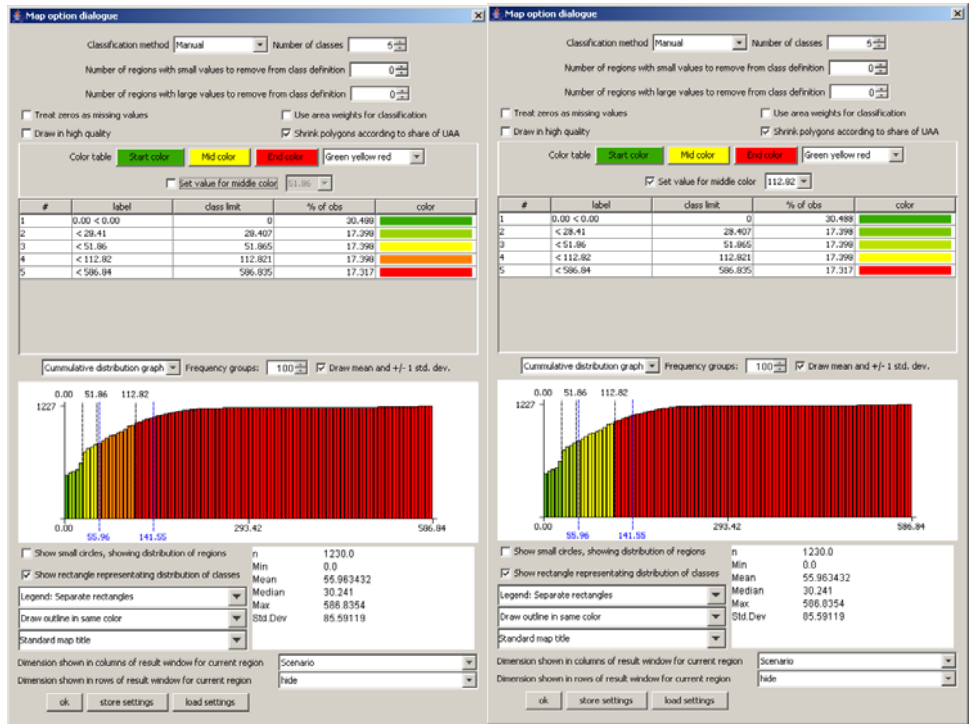 Map option dialogue
Classification method Manual Number of classes 5
Number of regions with small values to remove from class definition 0
Number of regions with large values to remove from class definition 0
Treat zeros as missing values Use area weights for classification
Draw in high quality Shrink polygons according to share of UAA
Color table Start color Mid color End color Green yellow red
Set value for middle color 51.86
# label class limit % of obs color
1 0.00 < 0.00 0 30.488
2 < 28.41 28.407 17.398
3 < 51.86 51.865 17.398
4 < 112.82 112.821 17.398
5 < 586.84 586.835 17.317
Cummulative distribution graph Frequency groups: 100 Draw mean and +/- 1 std. dev.
0.00 51.86 112.82
1227
0.00 293.42 586.84
55.96 141.55
Show small circles, showing distribution of regions
Show rectangle representating distribution of classes
Legend: Separate rectangles
Draw outline in same color
Standard map title
n 1230.0
Min 0.0
Mean 55.963432
Median 30.241
Max 586.8354
Std.Dev 85.59119
Dimension shown in columns of result window for current region Scenario
Dimension shown in rows of result window for current region hide
ok store settings load settings
Map option dialogue
Classification method Manual Number of classes 5
Number of regions with small values to remove from class definition 0
Number of regions with large values to remove from class definition 0
Treat zeros as missing values Use area weights for classification
Draw in high quality Shrink polygons according to share of UAA
Color table Start color Mid color End color Green yellow red
Set value for middle color 112.82
# label class limit % of obs color
1 0.00 < 0.00 0 30.488
2 < 28.41 28.407 17.398
3 < 51.86 51.865 17.398
4 < 112.82 112.821 17.398
5 < 586.84 586.835 17.317
Cummulative distribution graph Frequency groups: 100 Draw mean and +/- 1 std. dev.
0.00 51.86 112.82
1227
0.00 293.42 586.84
55.96 141.55
Show small circles, showing distribution of regions
Show rectangle representating distribution of classes
Legend: Separate rectangles
Draw outline in same color
Standard map title
n 1230.0
Min 0.0
Mean 55.963432
Median 30.241
Max 586.8354
Std.Dev 85.59119
Dimension shown in columns of result window for current region Scenario
Dimension shown in rows of result window for current region hide
ok store settings load settings